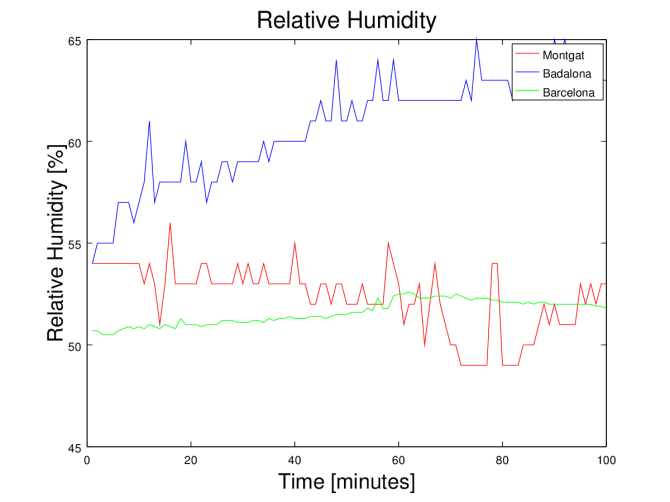 Relative Humidity
65
60
55
50
45
Relative Humidity [%]
Montgat
Badalona
Barcelona
0 20 40 60 80 100
Time [minutes]